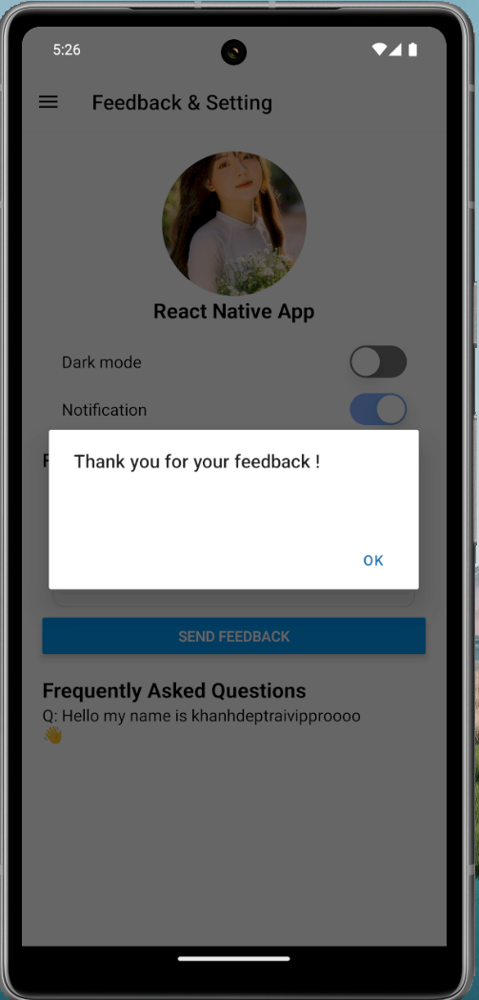 5:26
Feedback & Setting
React Native App
Dark mode
Notification
Thank you for your feedback !
OK
SEND FEEDBACK
Frequently Asked Questions
Q: Hello my name is khanhdeptraivipproooo
👋